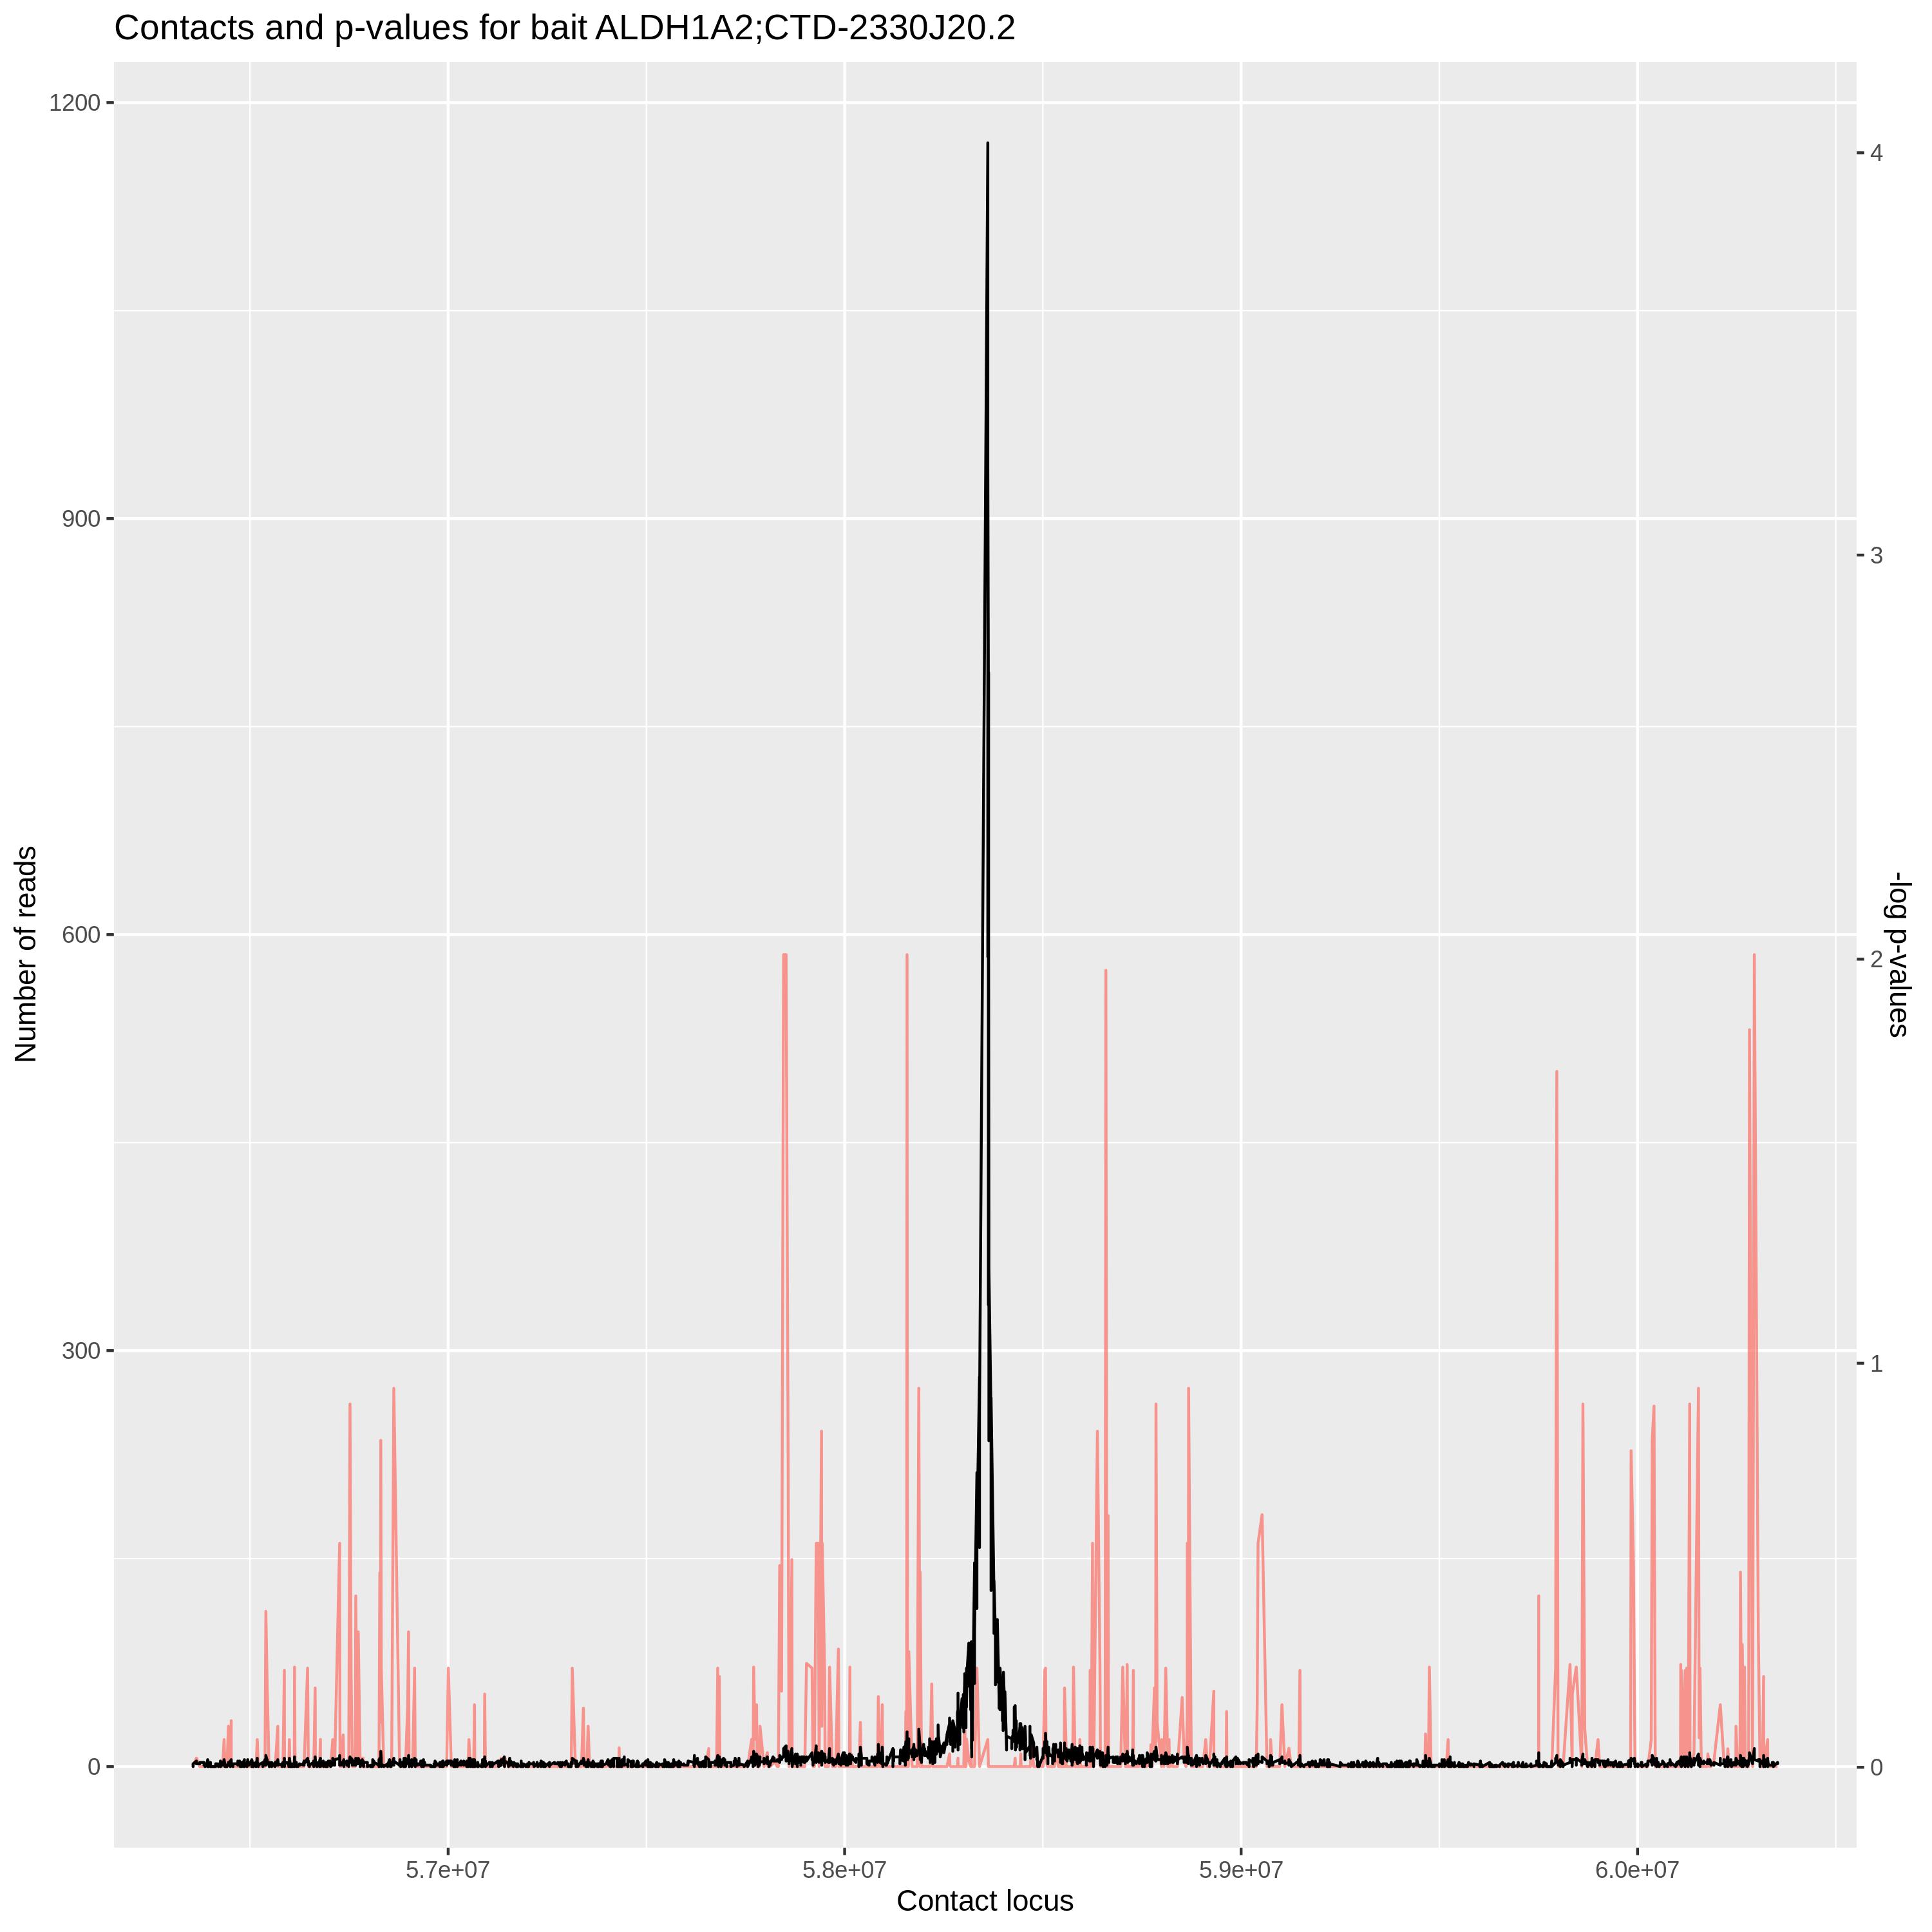 Contacts and p-values for bait ALDH1A2;CTD-2330J20.2
1200
900
600
300
0
Number of reads
4
3
2
1
0
-log p-values
5.7e+07
5.8e+07
5.9e+07
6.0e+07
Contact locus